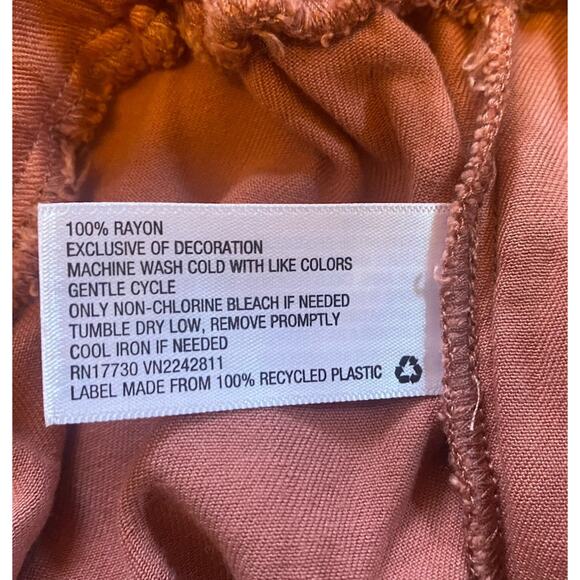 100% RAYON
EXCLUSIVE OF DECORATION
MACHINE WASH COLD WITH LIKE COLORS
GENTLE CYCLE
ONLY NON-CHLORINE BLEACH IF NEEDED
TUMBLE DRY LOW, REMOVE PROMPTLY
COOL IRON IF NEEDED
RN17730 VN2242811
LABEL MADE FROM 100% RECYCLED PLASTIC